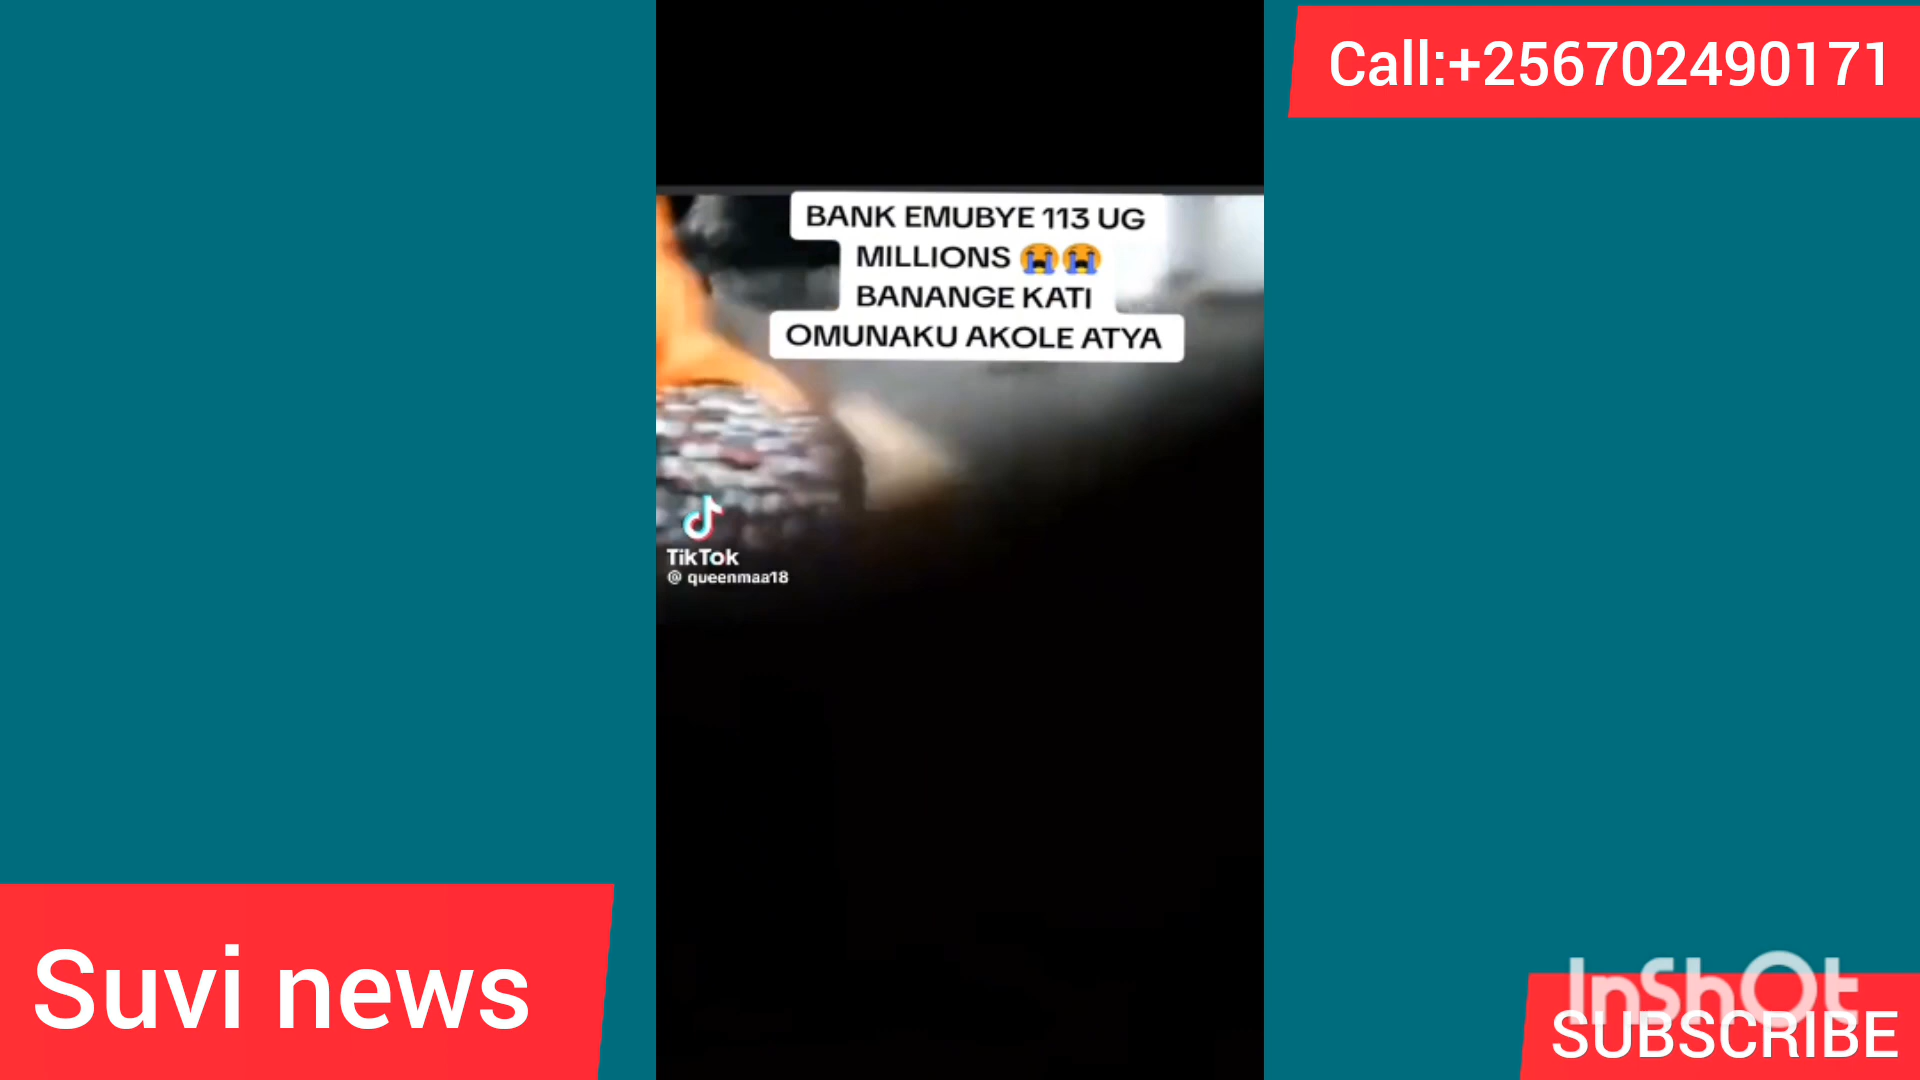 Call:+256702490171
BANK EMUBYE 113 UG
MILLIONS 😭😭
BANANGE KATI
OMUNAKU AKOLE ATYA
TikTok
@ queenmaa18
Suvi news
InShOt
SUBSCRIBE